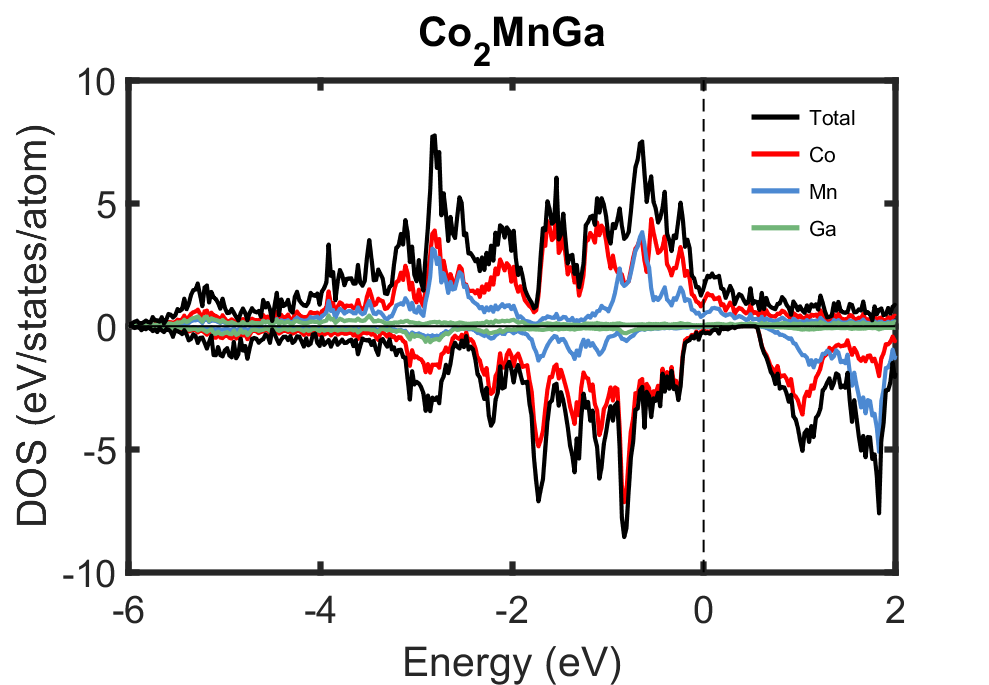 Co₂MnGa
DOS (eV/states/atom)
10
5
0
-5
-10
Total
Co
Mn
Ga
-6
-4
-2
0
2
Energy (eV)